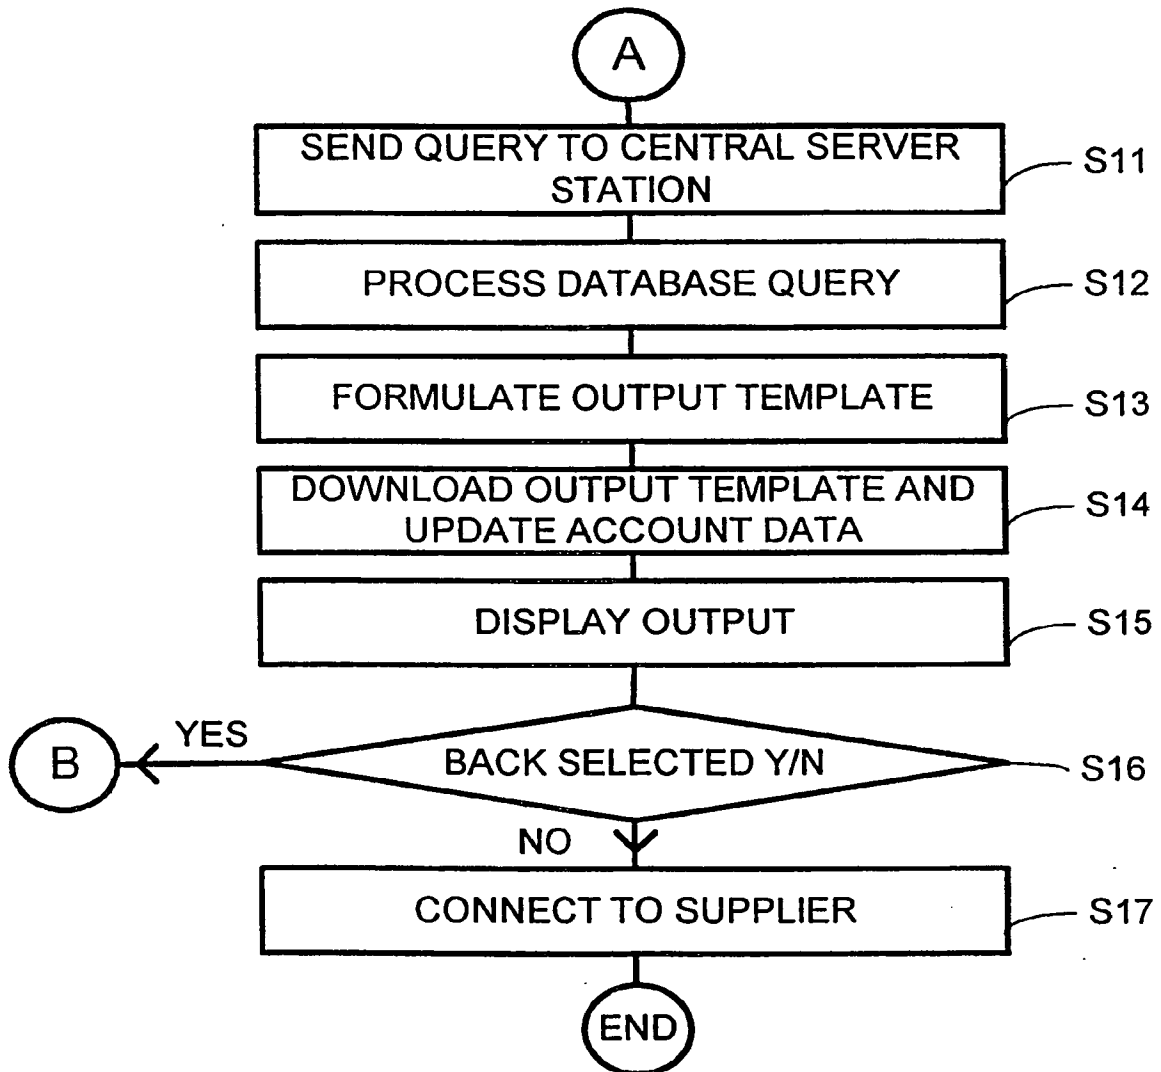 A
SEND QUERY TO CENTRAL SERVER
STATION
S11
PROCESS DATABASE QUERY
S12
FORMULATE OUTPUT TEMPLATE
S13
DOWNLOAD OUTPUT TEMPLATE AND
UPDATE ACCOUNT DATA
S14
DISPLAY OUTPUT
S15
B
YES
BACK SELECTED Y/N
S16
NO
CONNECT TO SUPPLIER
S17
END